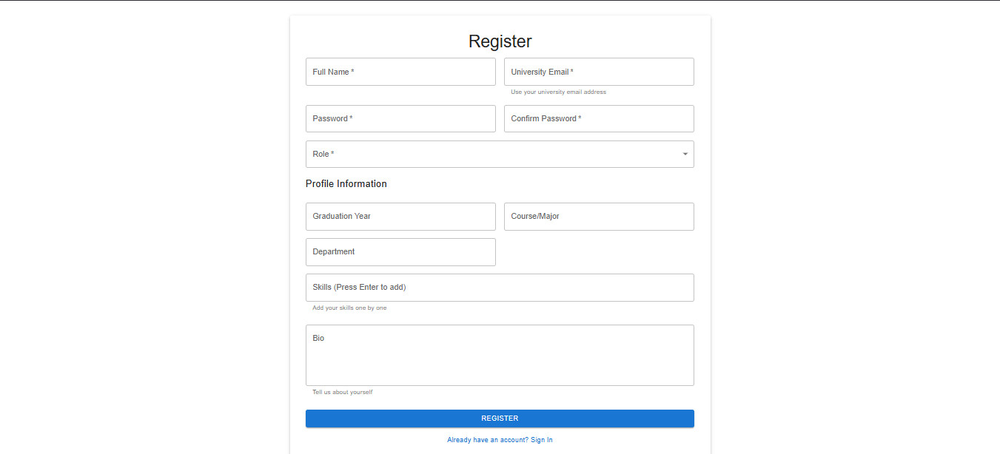 Register
Full Name *
University Email *
Use your university email address
Password *
Confirm Password *
Role *
Profile Information
Graduation Year
Course/Major
Department
Skills (Press Enter to add)
Add your skills one by one
Bio
Tell us about yourself
REGISTER
Already have an account? Sign In